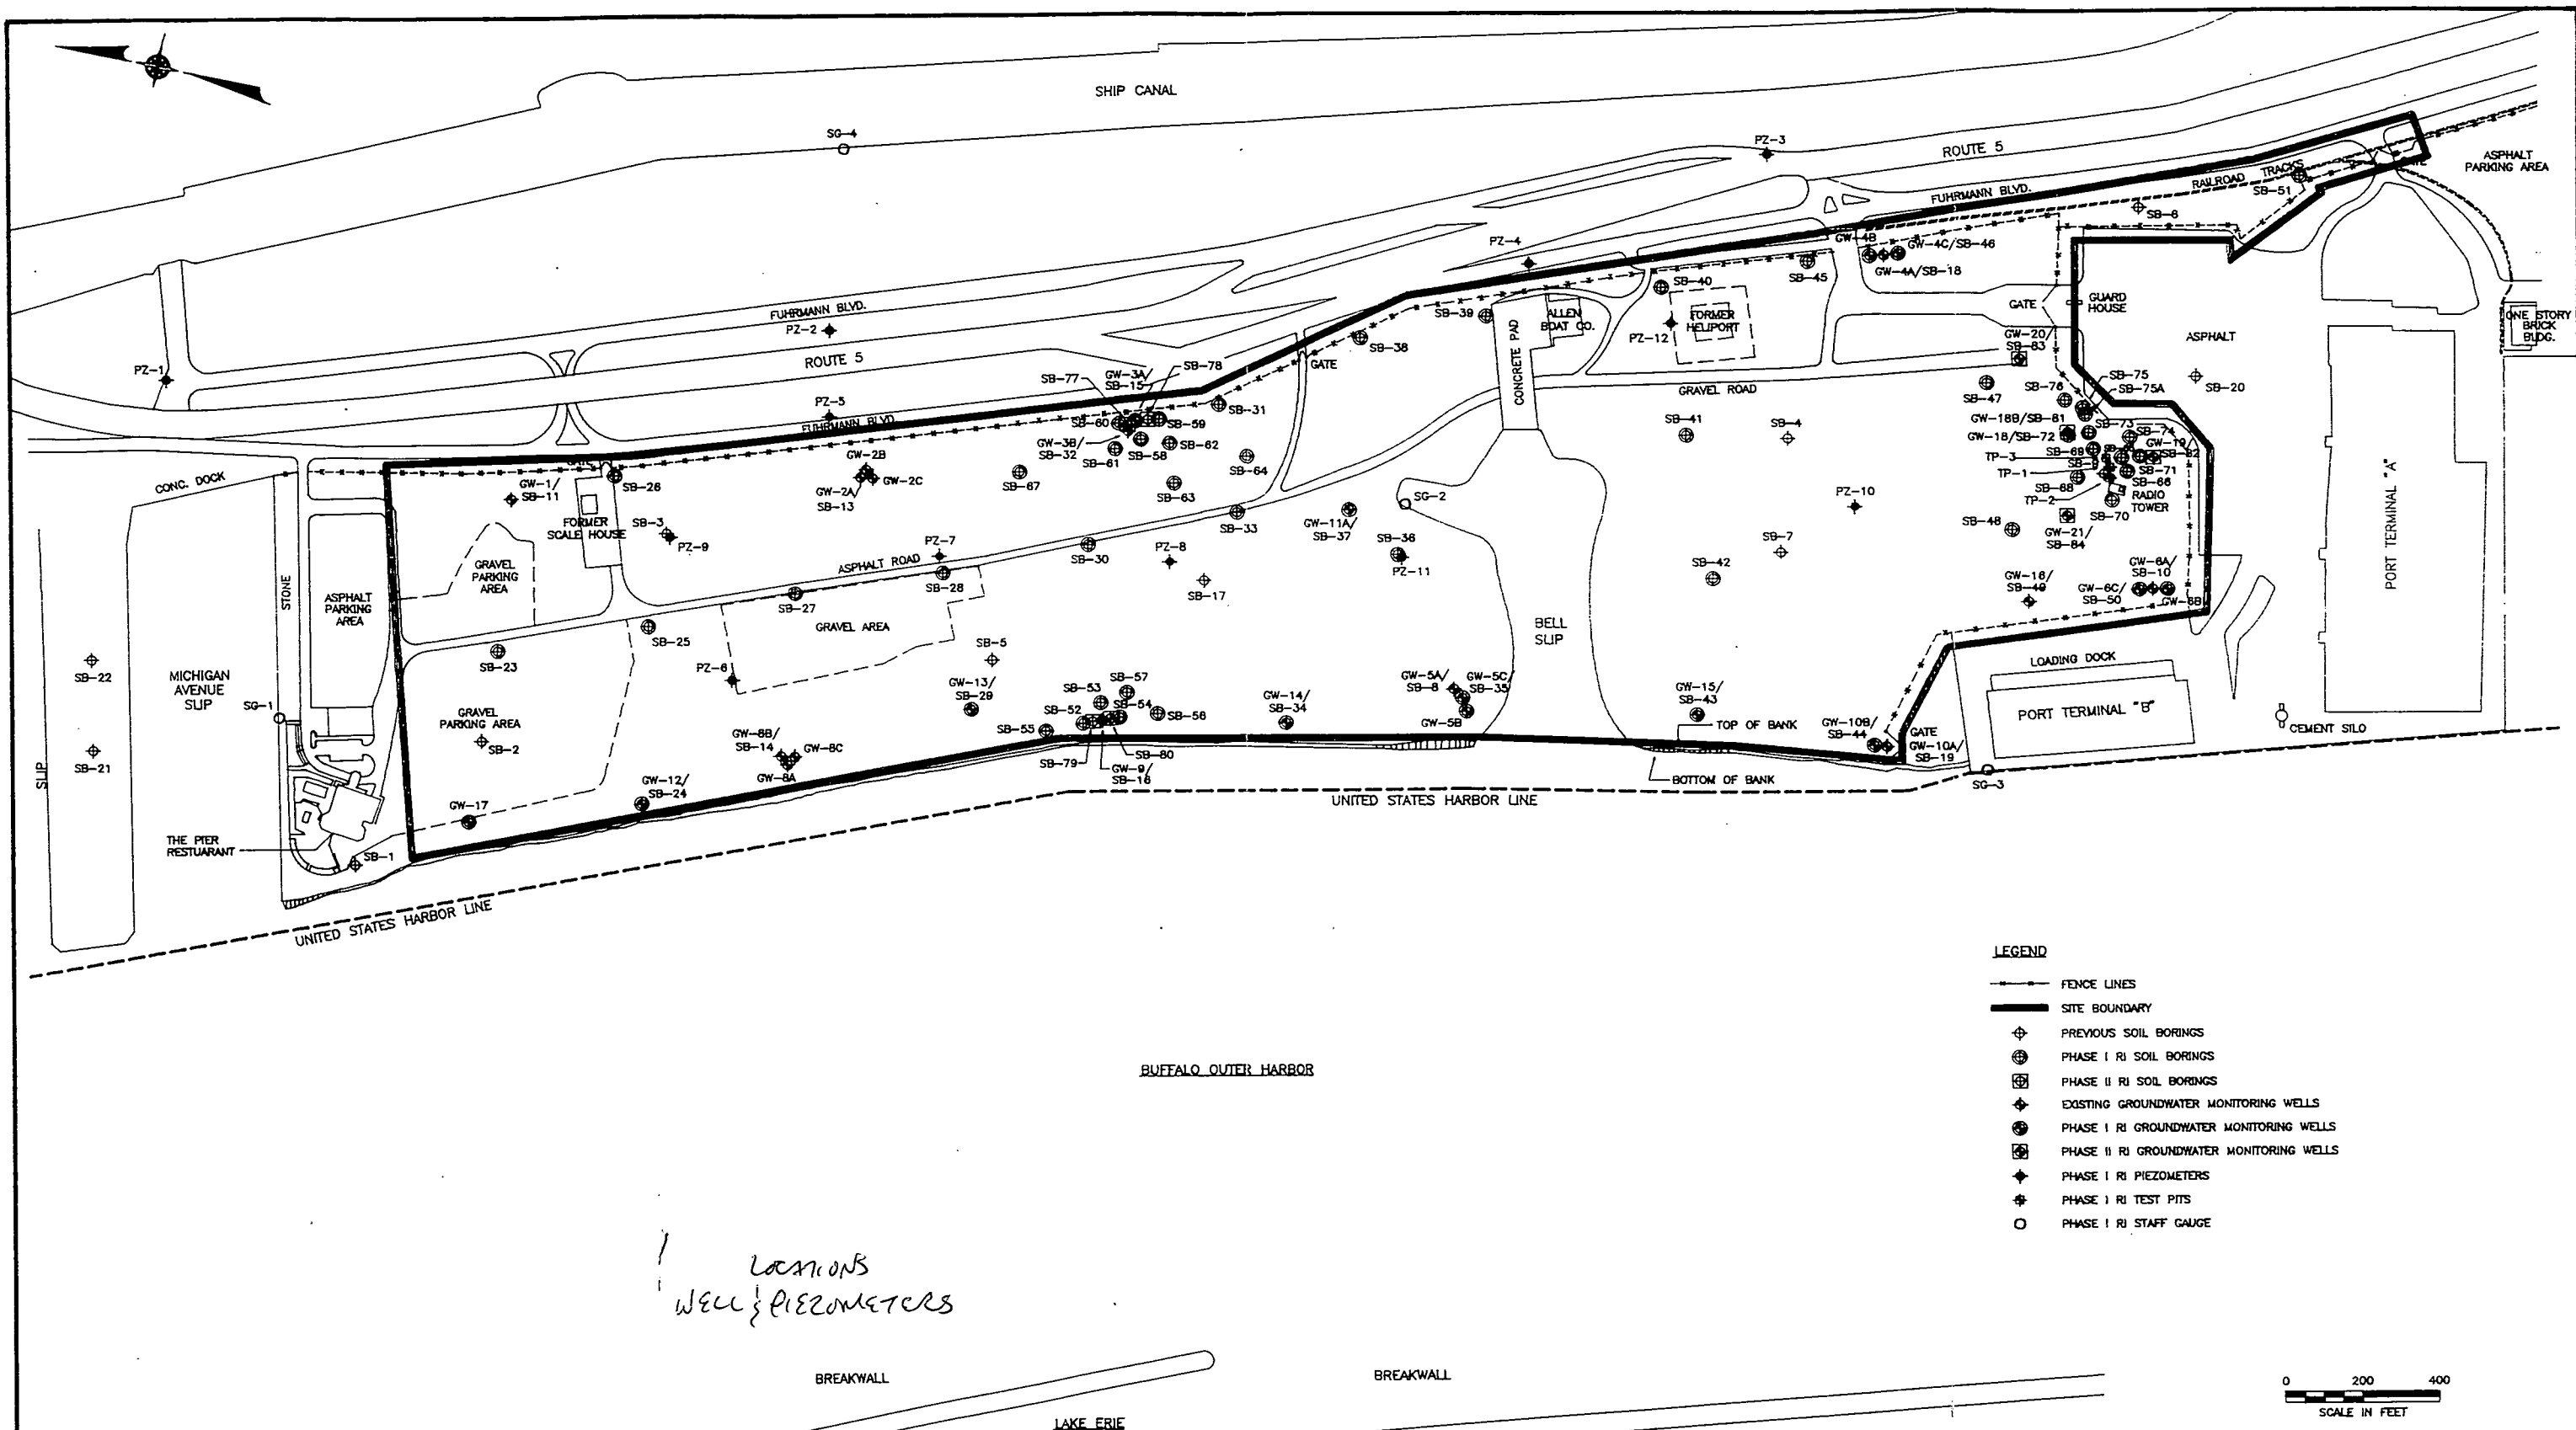 SHIP CANAL
SG-4
PZ-3
ROUTE 5
ASPHALT
PARKING AREA
RAILROAD TRACKS
SB-51
FUHRMANN BLVD.
SB-6
PZ-4
GW-4B
GW-4C/SB-46
GW-4A/SB-18
SB-45
SB-40
GATE
GUARD
HOUSE
FUHRMANN BLVD.
PZ-2
ROUTE 5
PZ-1
PZ-5
FUHRMANN BLVD.
SB-39
ALLEN
BOAT CO.
CONCRETE PAD
PZ-12
FORMER
HELIPORT
GW-20/
SB-83
ASPHALT
ONE STORY
BRICK
BLDG.
SB-38
GATE
GRAVEL ROAD
SB-47
SB-76
SB-75
SB-75A
SB-20
SB-77
GW-3A/
SB-15
SB-78
SB-31
SB-60
SB-59
GW-3B/
SB-32
SB-61
SB-58
SB-62
SB-64
SB-63
SB-67
SB-41
SB-4
GW-18B/SB-81
GW-18/SB-72
SB-73
SB-74
GW-19/
SB-82
TP-3
SB-69
SB-9
TP-1
SB-71
SB-66
SB-68
TP-2
RADIO
TOWER
SB-70
CONC. DOCK
GATE
GW-1/
SB-11
SB-26
FORMER
SCALE HOUSE
SB-3
PZ-9
GW-2B
GW-2A/
SB-13
GW-2C
SG-2
PZ-10
SB-33
GW-11A/
SB-37
SB-36
PZ-11
SB-48
GW-21/
SB-84
SB-7
SB-42
PZ-7
ASPHALT ROAD
SB-28
SB-30
PZ-8
SB-17
SB-27
GRAVEL AREA
GRAVEL
PARKING
AREA
STONE
ASPHALT
PARKING
AREA
GW-16/
SB-49
GW-6A/
SB-10
GW-6C/
SB-50
GW-6B
PORT TERMINAL "A"
BELL
SLIP
SB-25
SB-23
PZ-6
SB-5
LOADING DOCK
PORT TERMINAL "B"
CEMENT SILO
SB-22
MICHIGAN
AVENUE
SLIP
SG-1
SB-21
SLIP
GRAVEL
PARKING AREA
SB-2
GW-13/
SB-29
SB-53
SB-57
SB-52
SB-54
SB-55
SB-56
SB-79
SB-80
GW-9/
SB-16
GW-14/
SB-34
GW-5A/
SB-8
GW-5C/
SB-35
GW-5B
GW-15/
SB-43
TOP OF BANK
BOTTOM OF BANK
GW-10B/
SB-44
GATE
GW-10A/
SB-19
SG-3
GW-8B/
SB-14
GW-8C
GW-8A
GW-12/
SB-24
GW-17
THE PIER
RESTUARANT
SB-1
UNITED STATES HARBOR LINE
UNITED STATES HARBOR LINE
BUFFALO OUTER HARBOR
LEGEND
FENCE LINES
SITE BOUNDARY
PREVIOUS SOIL BORINGS
PHASE I RI SOIL BORINGS
PHASE II RI SOIL BORINGS
EXISTING GROUNDWATER MONITORING WELLS
PHASE I RI GROUNDWATER MONITORING WELLS
PHASE II RI GROUNDWATER MONITORING WELLS
PHASE I RI PIEZOMETERS
PHASE I RI TEST PITS
PHASE I RI STAFF GAUGE
LOCATIONS
WELL & PIEZOMETERS
BREAKWALL
BREAKWALL
LAKE ERIE
0 200 400
SCALE IN FEET